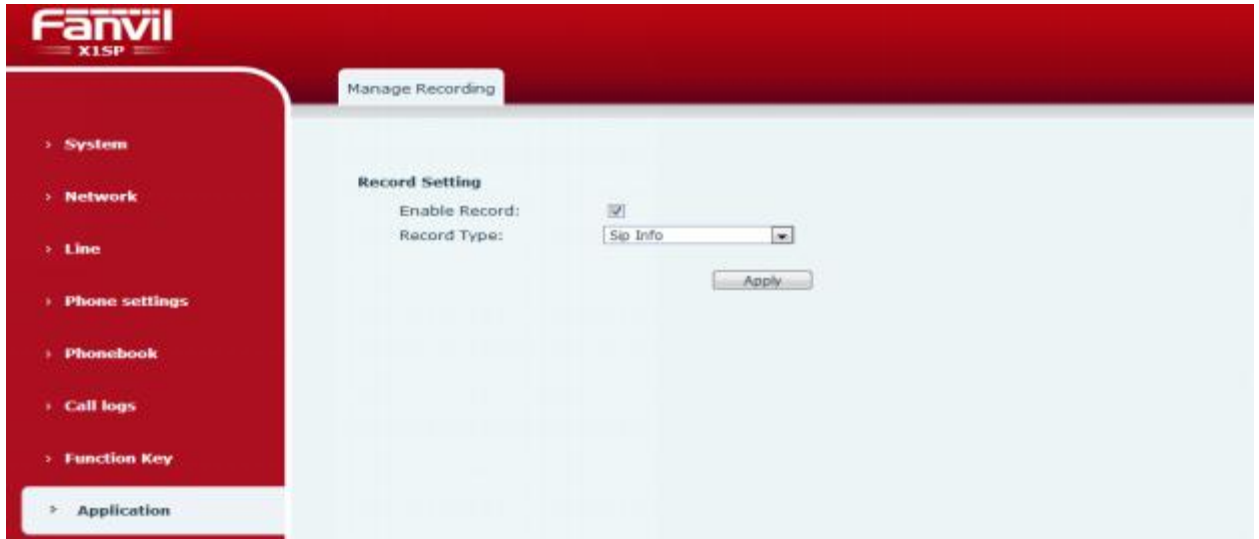 Fanvil
X1SP
Manage Recording
System
Network
Line
Phone settings
Phonebook
Call logs
Function Key
Application
Record Setting
Enable Record:
Record Type: Sip Info
Apply